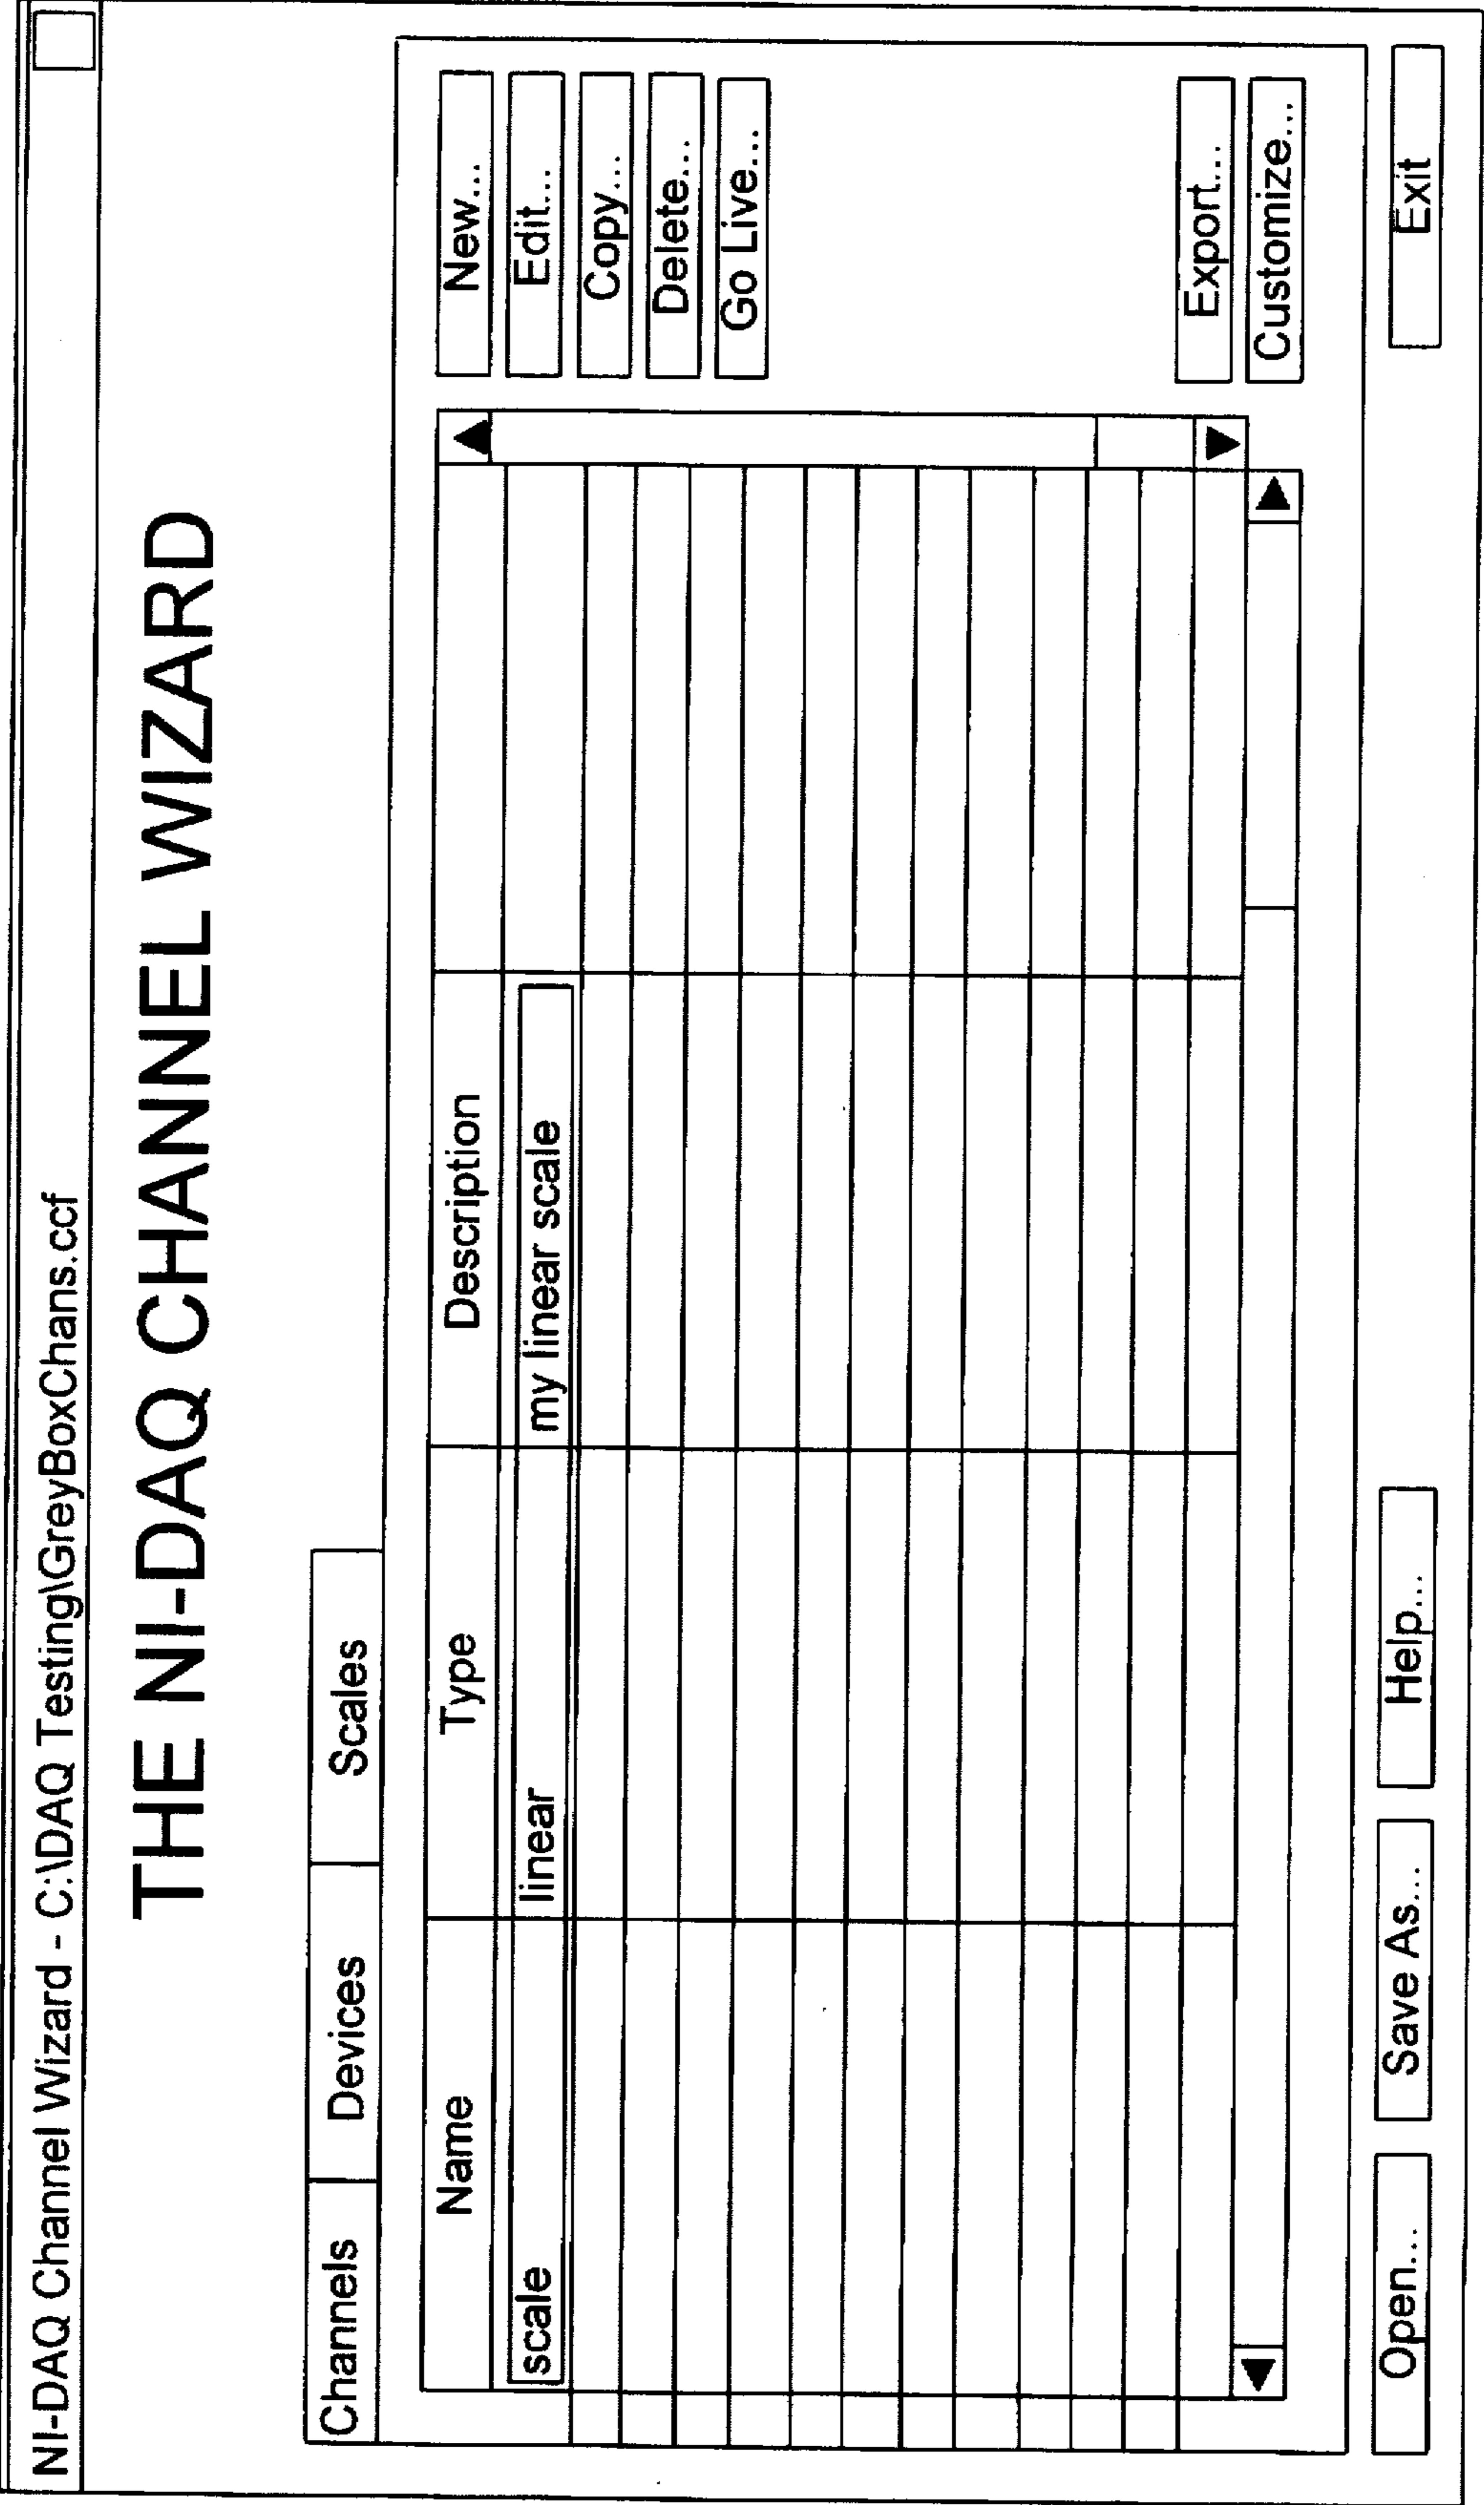 NI-DAQ Channel Wizard - C:\DAQ Testing\GreyBoxChans.ccf
THE NI-DAQ CHANNEL WIZARD
Channels Devices Scales
Name Type Description
scale linear my linear scale
New...
Edit...
Copy...
Delete...
Go Live...
Export...
Customize...
Open... Save As... Help... Exit